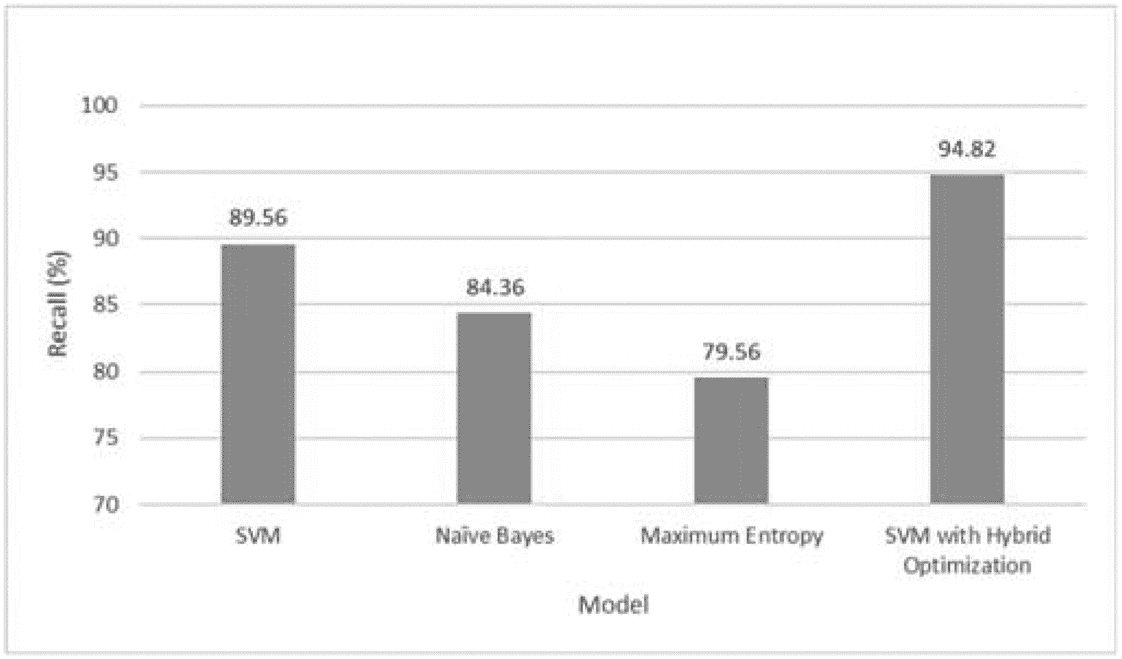 100
95
90
85
80
75
70
Recall (%)
89.56
84.36
79.56
94.82
SVM
Naïve Bayes
Maximum Entropy
SVM with Hybrid
Optimization
Model